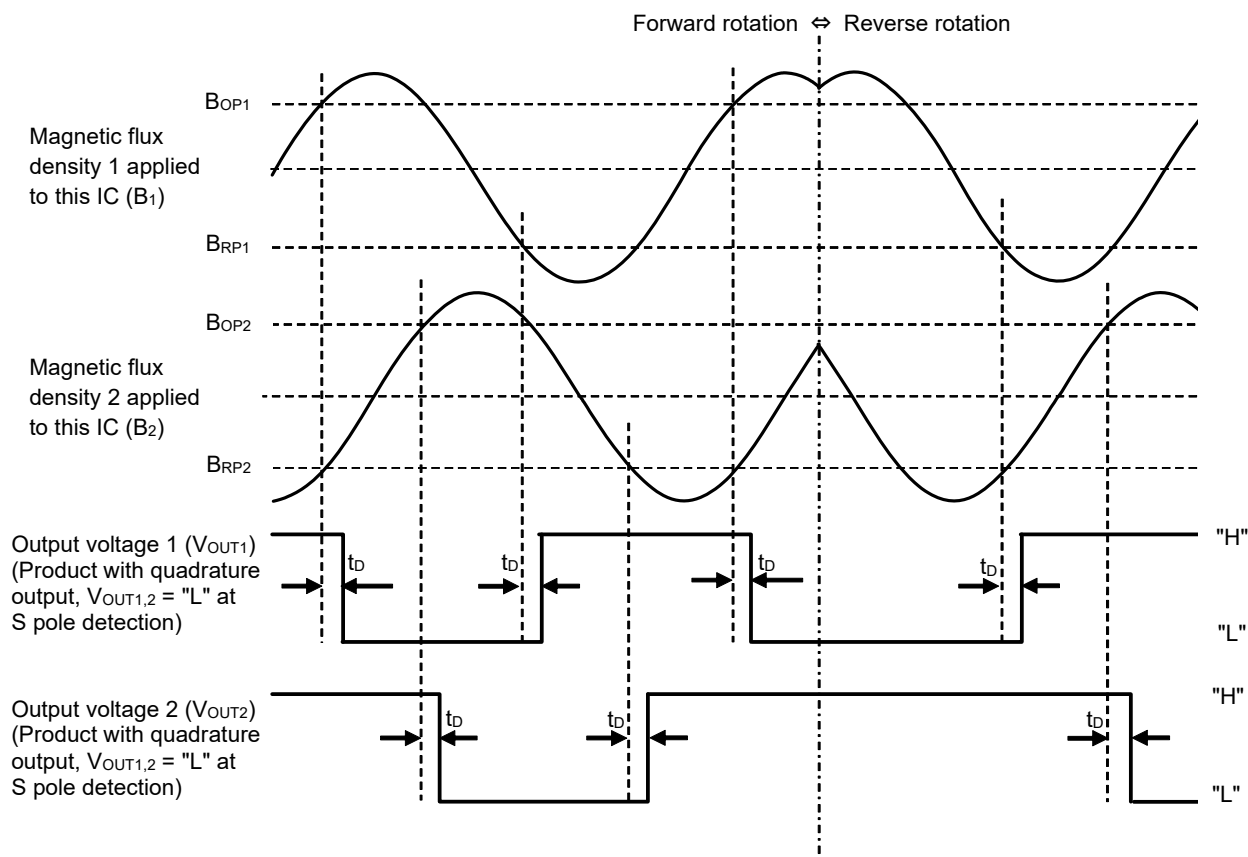 Forward rotation ⇔ Reverse rotation
BOP1
Magnetic flux
density 1 applied
to this IC (B1)
BRP1
BOP2
Magnetic flux
density 2 applied
to this IC (B2)
BRP2
Output voltage 1 (VOUT1)
(Product with quadrature
output, VOUT1,2 = "L" at
S pole detection)
tD
tD
tD
tD
"H"
"L"
Output voltage 2 (VOUT2)
(Product with quadrature
output, VOUT1,2 = "L" at
S pole detection)
tD
tD
tD
"H"
"L"